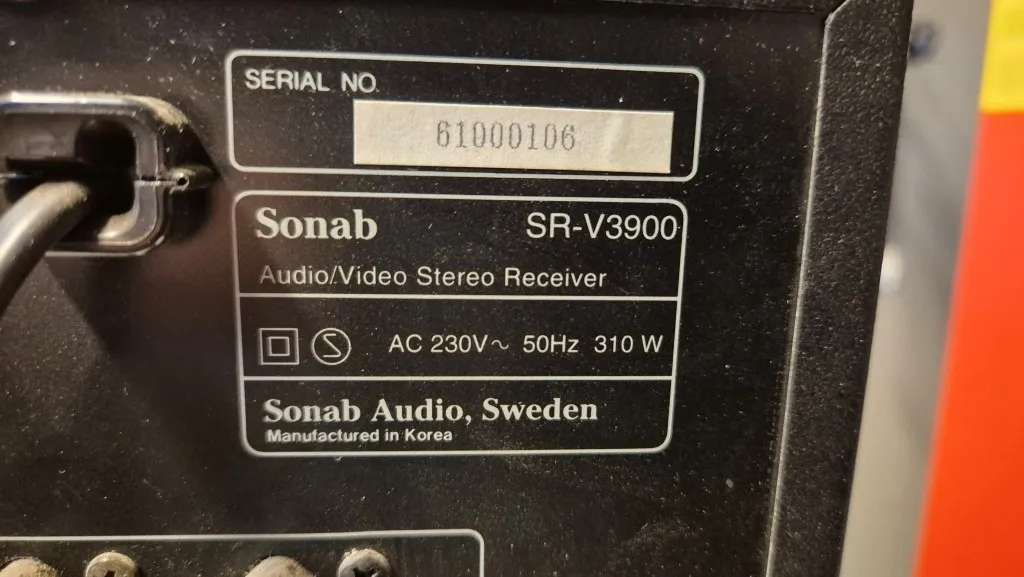 SERIAL NO.
61000106
Sonab SR-V3900
Audio/Video Stereo Receiver
AC 230V~ 50Hz 310 W
Sonab Audio, Sweden
Manufactured in Korea